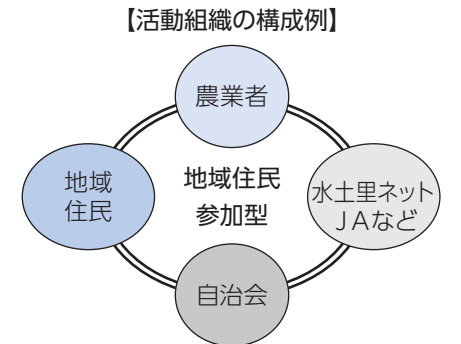 【活動組織の構成例】
農業者
地域
住民
地域住民
参加型
水土里ネット
JAなど
自治会